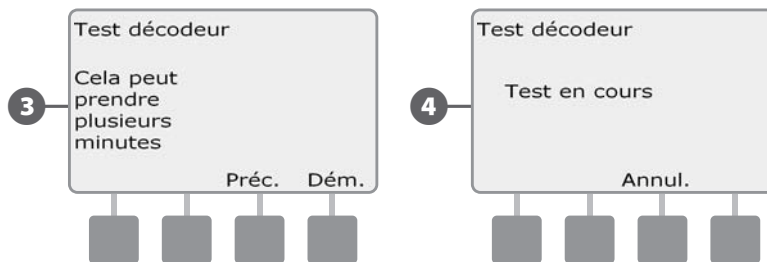 Test décodeur
Cela peut
prendre
plusieurs
minutes
Préc. Dém.
3
Test décodeur
Test en cours
Annul.
4